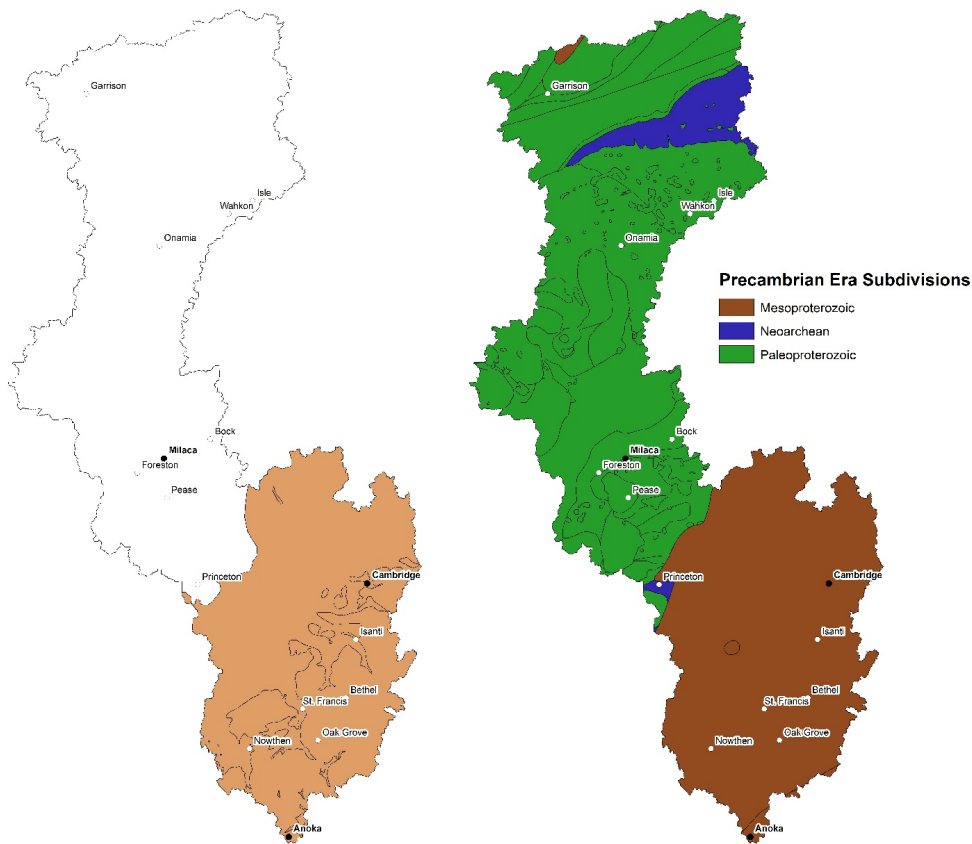 Garrison
Isle
Wahkon
Onamia
Bock
Milaca
Foreston
Pease
Princeton
Cambridge
Isanti
Bethel
St. Francis
Oak Grove
Nowthen
Anoka
Garrison
Isle
Wahkon
Onamia
Precambrian Era Subdivisions
Mesoproterozoic
Neoarchean
Paleoproterozoic
Bock
Milaca
Foreston
Pease
Princeton
Cambridge
Isanti
Bethel
St. Francis
Oak Grove
Nowthen
Anoka